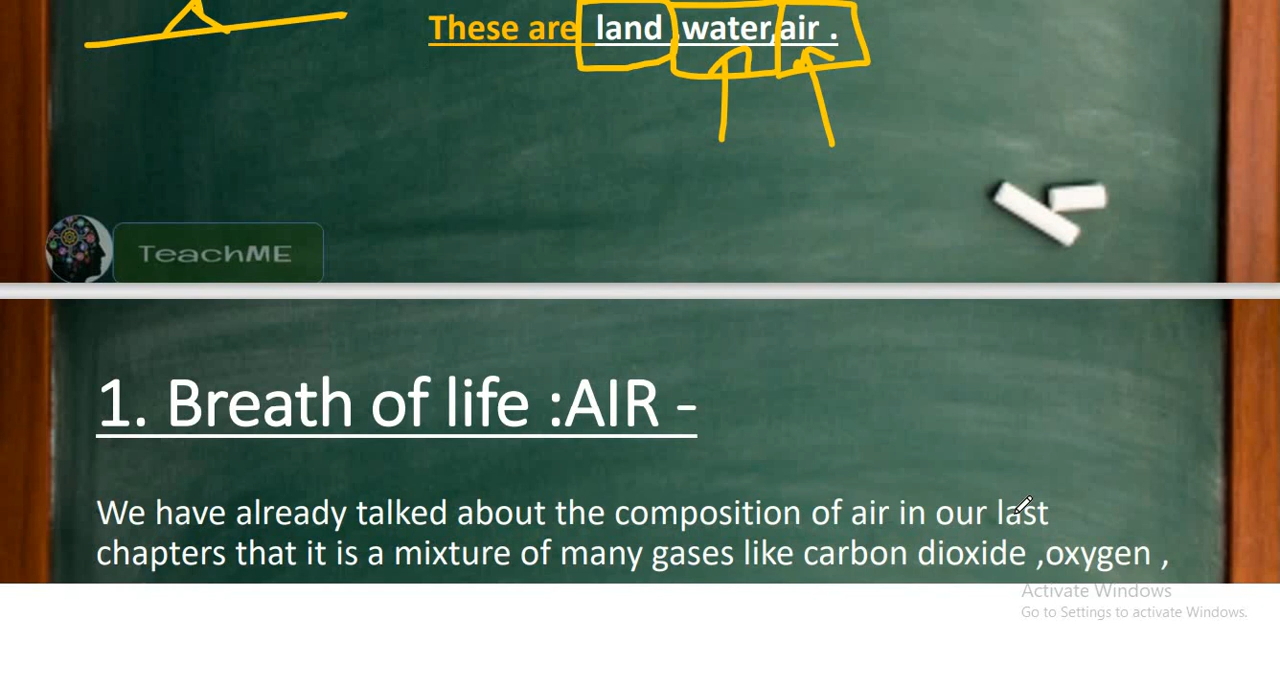 These are land ,water,air .
TeachME
1. Breath of life :AIR -
We have already talked about the composition of air in our last
chapters that it is a mixture of many gases like carbon dioxide ,oxygen ,
Activate Windows
Go to Settings to activate Windows.